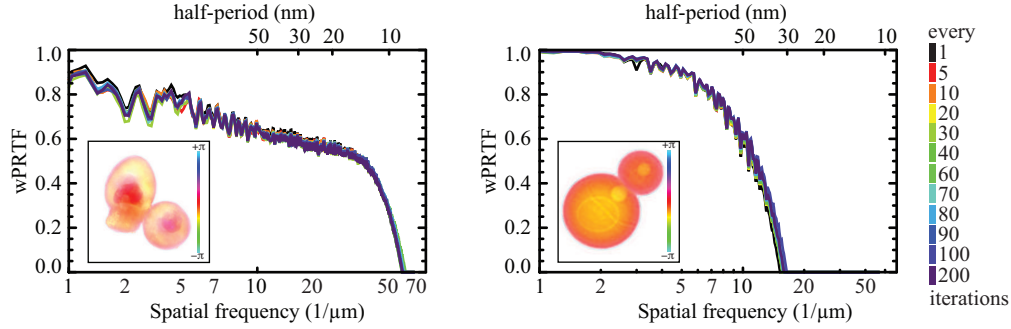 half-period (nm)
50 30 20 10
wPRTF
1.0
0.8
0.6
0.4
0.2
0.0
+π
−π
1 2 5 7 10 20 50 70
Spatial frequency (1/µm)
half-period (nm)
50 30 20 10
wPRTF
1.0
0.8
0.6
0.4
0.2
0.0
+π
−π
1 2 5 7 10 20 50
Spatial frequency (1/µm)
every
1
5
10
20
30
40
60
70
80
90
100
200
iterations